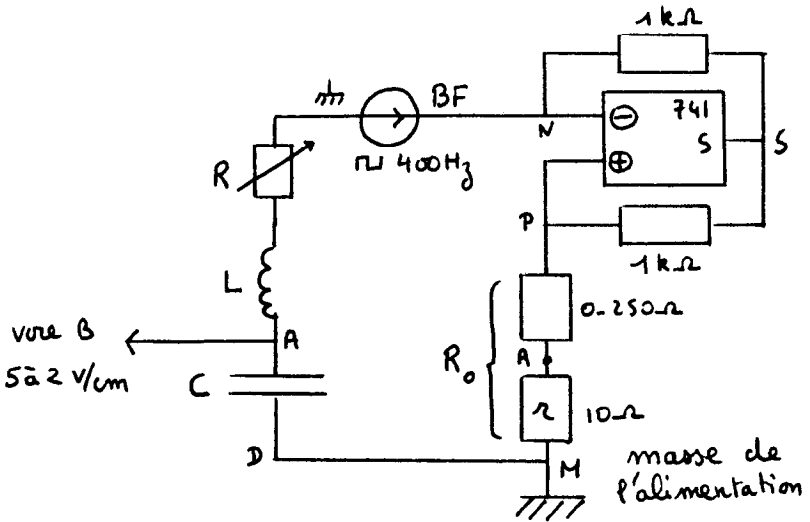 1kΩ
BF
741
S
S
N
400Hz
R
P
1kΩ
L
0-250Ω
voie B
A
A
R₀
5 à 2 V/cm
C
r
10Ω
D
M
masse de
l'alimentation